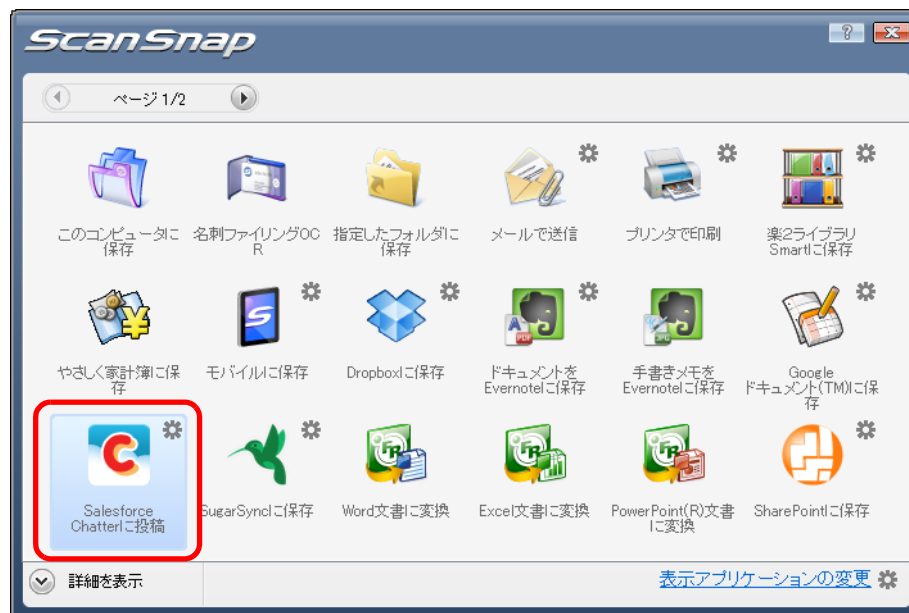 ScanSnap
?
ページ 1/2
このコンピュータに
保存
名刺ファイリングOC
R
指定したフォルダに
保存
メールで送信
プリンタで印刷
楽2ライブラリ
Smartに保存
やさしく家計簿に保
存
モバイルに保存
Dropboxに保存
ドキュメントを
Evernoteに保存
手書きメモを
Evernoteに保存
Google
ドキュメント(TM)に保
存
Salesforce
Chatterに投稿
SugarSyncに保存
Word文書に変換
Excel文書に変換
PowerPoint(R)文書
に変換
SharePointに保存
詳細を表示
表示アプリケーションの変更